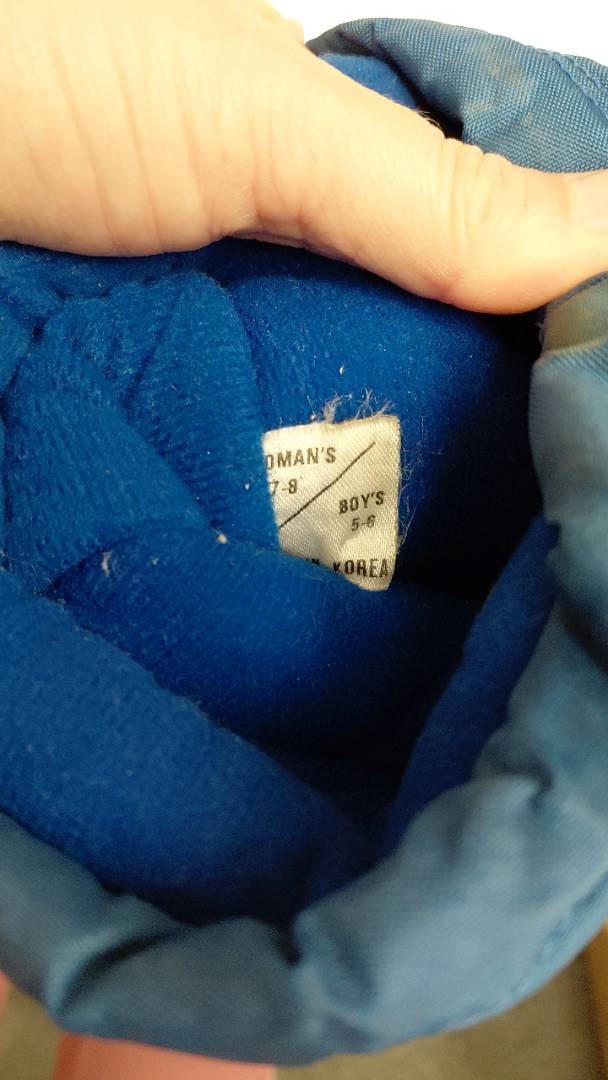 OMAN'S
7-8
BOY'S
5-6
KOREA